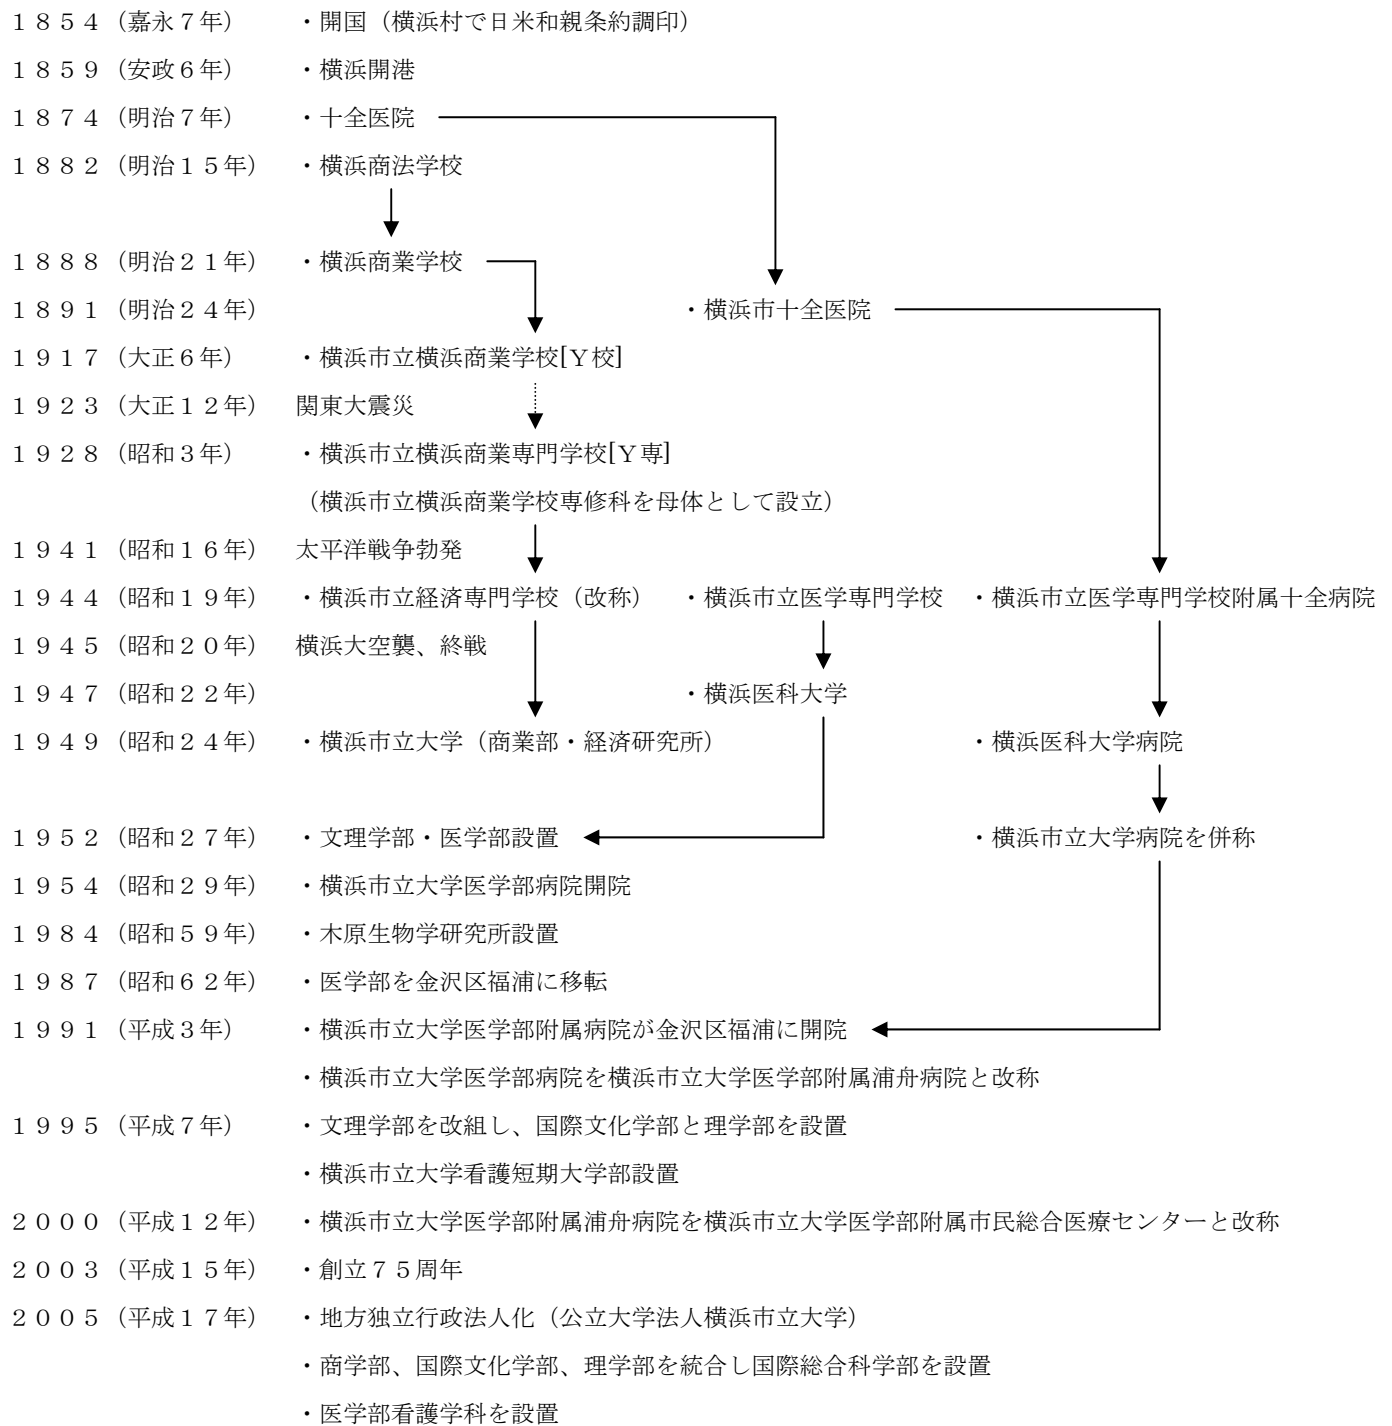 １８５４（嘉永７年）　・開国（横浜村で日米和親条約調印）
１８５９（安政６年）　・横浜開港
１８７４（明治７年）　・十全医院
１８８２（明治１５年）　・横浜商法学校
１８８８（明治２１年）　・横浜商業学校
１８９１（明治２４年）　・横浜市十全医院
１９１７（大正６年）　・横浜市立横浜商業学校[Ｙ校]
１９２３（大正１２年）　関東大震災
１９２８（昭和３年）　・横浜市立横浜商業専門学校[Ｙ専]
（横浜市立横浜商業学校専修科を母体として設立）
１９４１（昭和１６年）　太平洋戦争勃発
１９４４（昭和１９年）　・横浜市立経済専門学校（改称）　・横浜市立医学専門学校　・横浜市立医学専門学校附属十全病院
１９４５（昭和２０年）　横浜大空襲、終戦
１９４７（昭和２２年）　・横浜医科大学
１９４９（昭和２４年）　・横浜市立大学（商業部・経済研究所）　・横浜医科大学病院
１９５２（昭和２７年）　・文理学部・医学部設置　・横浜市立大学病院を併称
１９５４（昭和２９年）　・横浜市立大学医学部病院開院
１９８４（昭和５９年）　・木原生物学研究所設置
１９８７（昭和６２年）　・医学部を金沢区福浦に移転
１９９１（平成３年）　・横浜市立大学医学部附属病院が金沢区福浦に開院
・横浜市立大学医学部病院を横浜市立大学医学部附属浦舟病院と改称
１９９５（平成７年）　・文理学部を改組し、国際文化学部と理学部を設置
・横浜市立大学看護短期大学部設置
２０００（平成１２年）　・横浜市立大学医学部附属浦舟病院を横浜市立大学医学部附属市民総合医療センターと改称
２００３（平成１５年）　・創立７５周年
２００５（平成１７年）　・地方独立行政法人化（公立大学法人横浜市立大学）
・商学部、国際文化学部、理学部を統合し国際総合科学部を設置
・医学部看護学科を設置